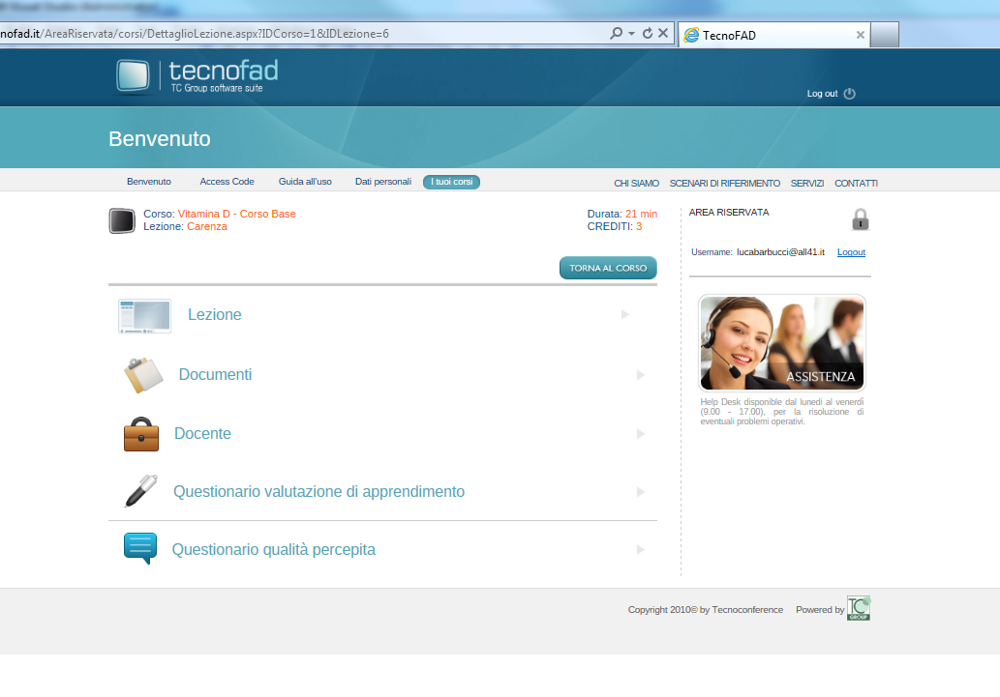 nofad.it/AreaRiservata/corsi/DettaglioLezione.aspx?IDCorso=1&IDLezione=6
TecnoFAD
tecnofad
TC Group software suite
Log out
Benvenuto
Benvenuto
Access Code
Guida all'uso
Dati personali
I tuoi corsi
CHI SIAMO
SCENARI DI RIFERIMENTO
SERVIZI
CONTATTI
Corso: Vitamina D - Corso Base
Lezione: Carenza
Durata: 21 min
CREDITI: 3
TORNA AL CORSO
Lezione
Documenti
Docente
Questionario valutazione di apprendimento
Questionario qualità percepita
AREA RISERVATA
Username: lucabarbucci@all41.it
Logout
ASSISTENZA
Help Desk disponibile dal lunedì al venerdì
(9.00 - 17.00), per la risoluzione di
eventuali problemi operativi.
Copyright 2010© by Tecnoconference
Powered by
TC
GROUP